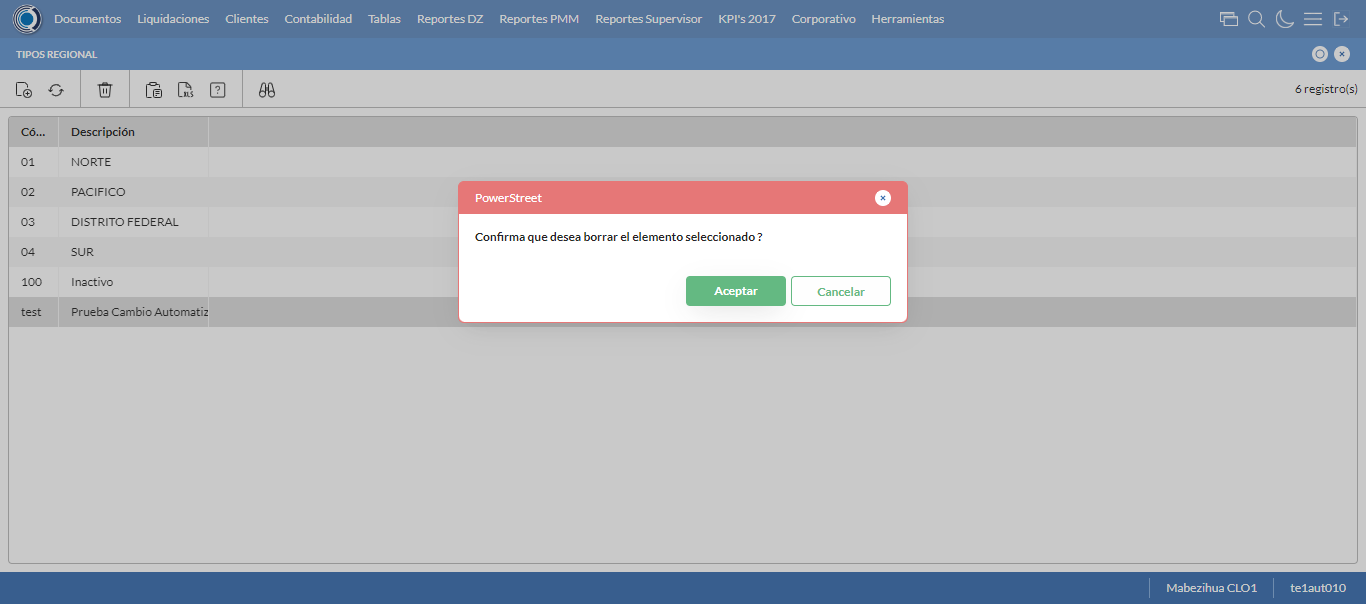 Documentos Liquidaciones Clientes Contabilidad Tablas Reportes DZ Reportes PMM Reportes Supervisor KPI's 2017 Corporativo Herramientas
TIPOS REGIONAL
XLS ? 6 registro(s)
Có... Descripción
01 NORTE
02 PACIFICO
03 DISTRITO FEDERAL
04 SUR
100 Inactivo
test Prueba Cambio Automatiz
PowerStreet
Confirma que desea borrar el elemento seleccionado ?
Aceptar Cancelar
Mabezihua CLO1 te1aut010